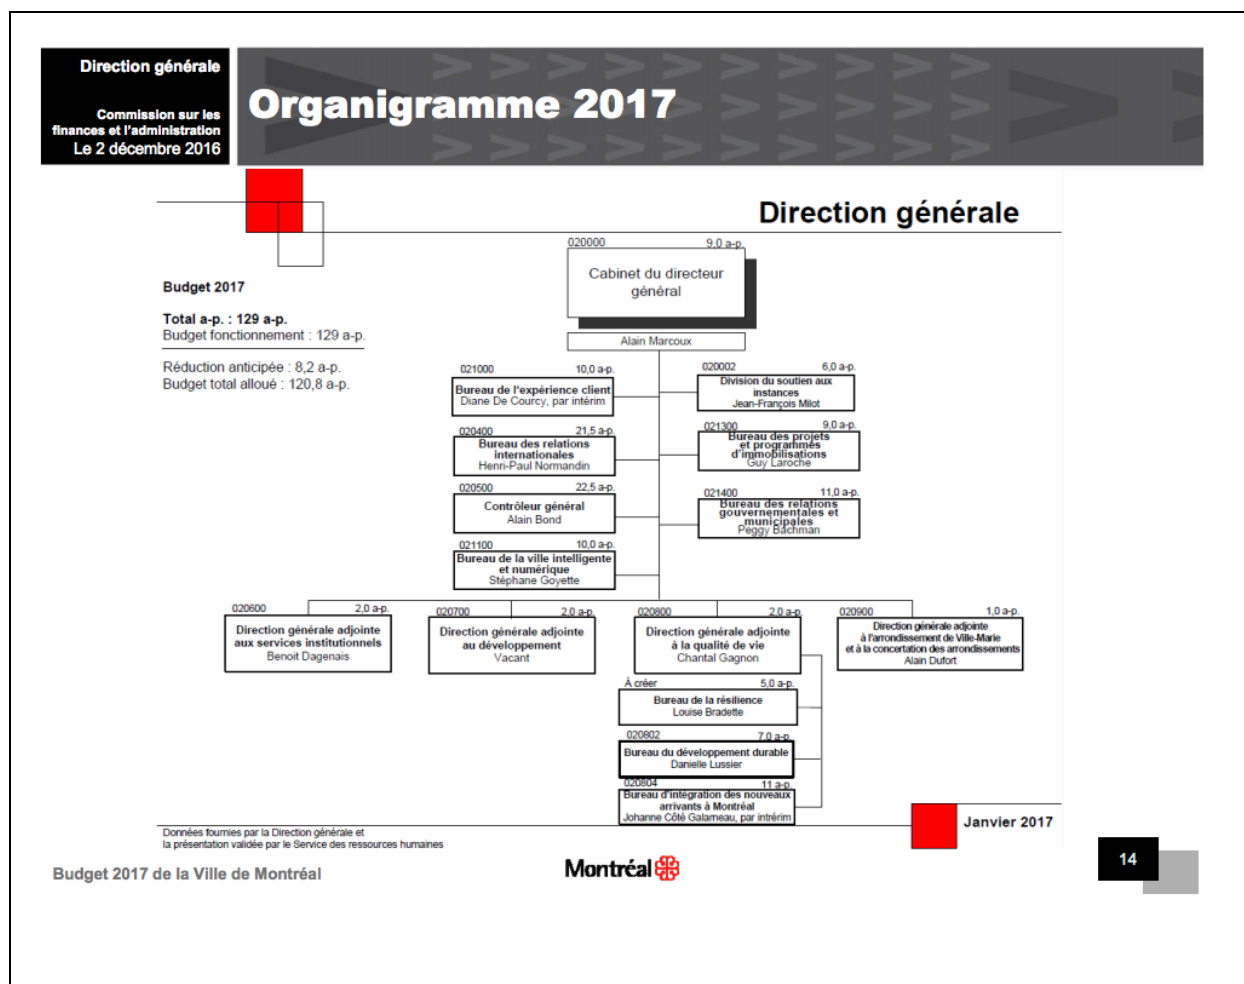 Direction générale
Commission sur les
finances et l'administration
Le 2 décembre 2016
Organigramme 2017
Direction générale
Budget 2017
Total a-p. : 129 a-p.
Budget fonctionnement : 129 a-p.
Réduction anticipée : 8,2 a-p.
Budget total alloué : 120,8 a-p.
020000 9,0 a-p.
Cabinet du directeur
général
Alain Marcoux
021000 10,0 a-p.
Bureau de l'expérience client
Diane De Courcy, par intérim
020002 6,0 a-p.
Division du soutien aux
instances
Jean-François Milot
020400 21,5 a-p.
Bureau des relations
internationales
Henri-Paul Normandin
021300 9,0 a-p.
Bureau des projets
et programmes
d'immobilisations
Guy Laroche
020500 22,5 a-p.
Contrôleur général
Alain Bond
021400 11,0 a-p.
Bureau des relations
gouvernementales et
municipales
Peggy Bachman
021100 10,0 a-p.
Bureau de la ville intelligente
et numérique
Stéphane Goyette
020600 2,0 a-p.
Direction générale adjointe
aux services institutionnels
Benoit Dagenais
020700 2,0 a-p.
Direction générale adjointe
au développement
Vacant
020800 2,0 a-p.
Direction générale adjointe
à la qualité de vie
Chantal Gagnon
020900 1,0 a-p.
Direction générale adjointe
à l'arrondissement de Ville-Marie
et à la concertation des arrondissements
Alain Dufort
À créer 5,0 a-p.
Bureau de la résilience
Louise Bradette
020802 7,0 a-p.
Bureau du développement durable
Danielle Lussier
020804 11 a-p.
Bureau d'intégration des nouveaux
arrivants à Montréal
Johanne Côté Galarneau, par intrérim
Données fournies par la Direction générale et
la présentation validée par le Service des ressources humaines
Janvier 2017
Budget 2017 de la Ville de Montréal
Montréal
14